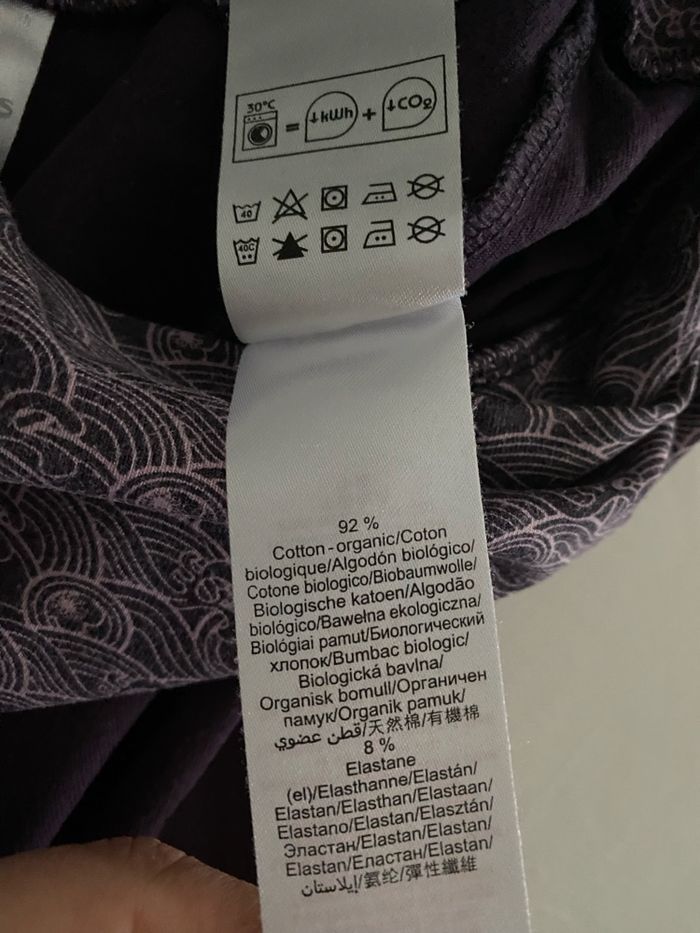 S
30°C
= ↓kWh + ↓CO2
40
40C
92 %
Cotton-organic/Coton
biologique/Algodón biológico/
Cotone biologico/Biobaumwolle/
Biologische katoen/Algodão
biológico/Bawełna ekologiczna/
Biológiai pamut/Биологический
хлопок/Bumbac biologic/
Biologická bavlna/
Organisk bomull/Органичен
памук/Organik pamuk/
قطن عضوي/天然棉/有機棉
8 %
Elastane
(el)/Elasthanne/Elastán/
Elastan/Elasthan/Elastaan/
Elastano/Elastan/Elasztán/
Эластан/Elastan/Elastan/
Elastan/Еластан/Elastan/
إيلاستان/氨纶/彈性纖維